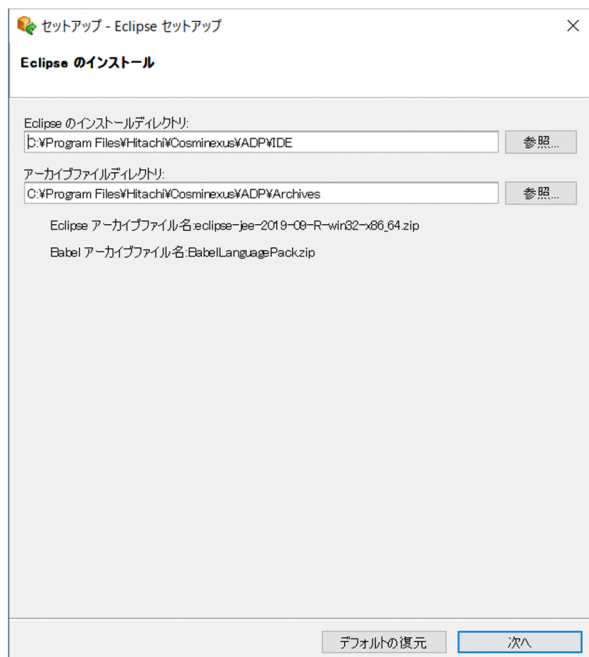 セットアップ - Eclipse セットアップ
Eclipse のインストール
Eclipse のインストールディレクトリ:
C:¥Program Files¥Hitachi¥Cosminexus¥ADP¥IDE
参照...
アーカイブファイルディレクトリ:
C:¥Program Files¥Hitachi¥Cosminexus¥ADP¥Archives
参照...
Eclipse アーカイブファイル名:eclipse-jee-2019-09-R-win32-x86_64.zip
Babel アーカイブファイル名:BabelLanguagePack.zip
デフォルトの復元
次へ